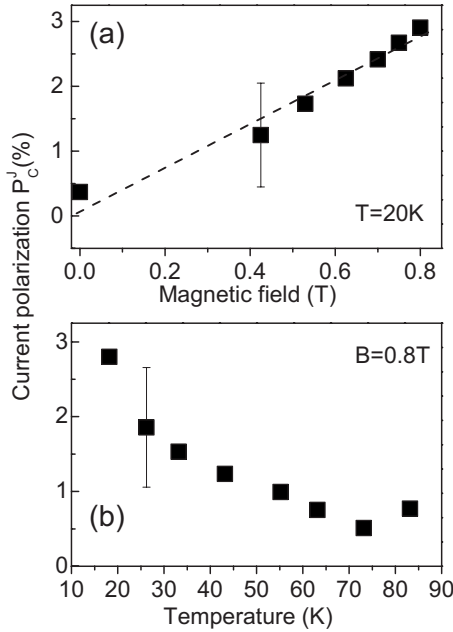 Current polarization P_C^J(%)
3
(a)
2
1
0
T=20K
0.0 0.2 0.4 0.6 0.8
Magnetic field (T)
3
B=0.8T
2
1
(b)
0
10 20 30 40 50 60 70 80 90
Temperature (K)